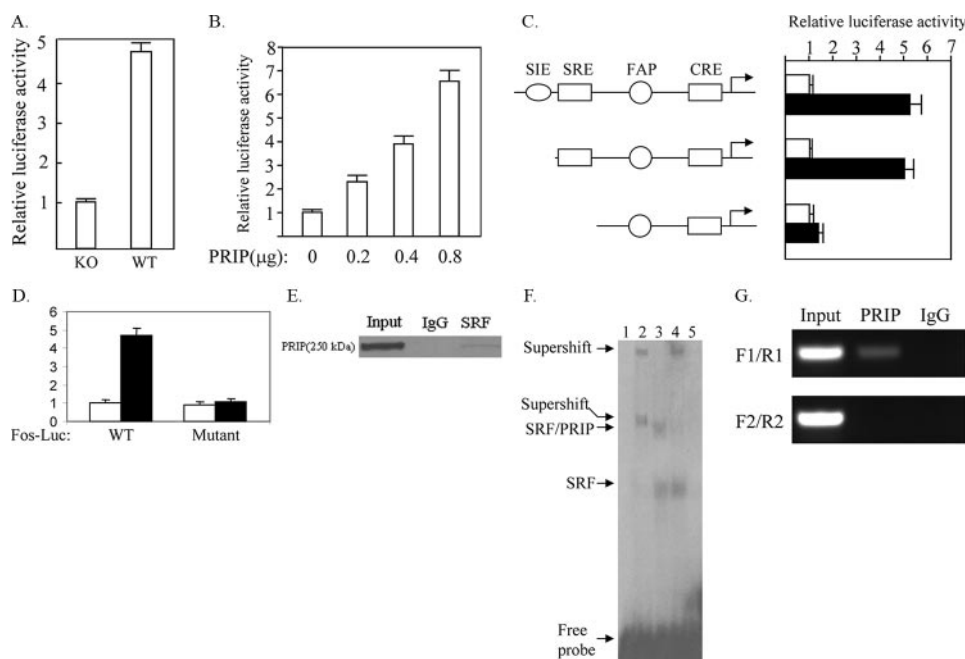 A.
Relative luciferase activity
5
4
3
2
1
KO WT
B.
Relative luciferase activity
8
7
6
5
4
3
2
1
PRIP(μg): 0 0.2 0.4 0.8
C.
SIE SRE FAP CRE
Relative luciferase activity
1 2 3 4 5 6 7
D.
6
5
4
3
2
1
0
Fos-Luc: WT Mutant
E.
Input IgG SRF
PRIP(250 kDa)
F.
1 2 3 4 5
Supershift
Supershift
SRF/PRIP
SRF
Free
probe
G.
Input PRIP IgG
F1/R1
F2/R2